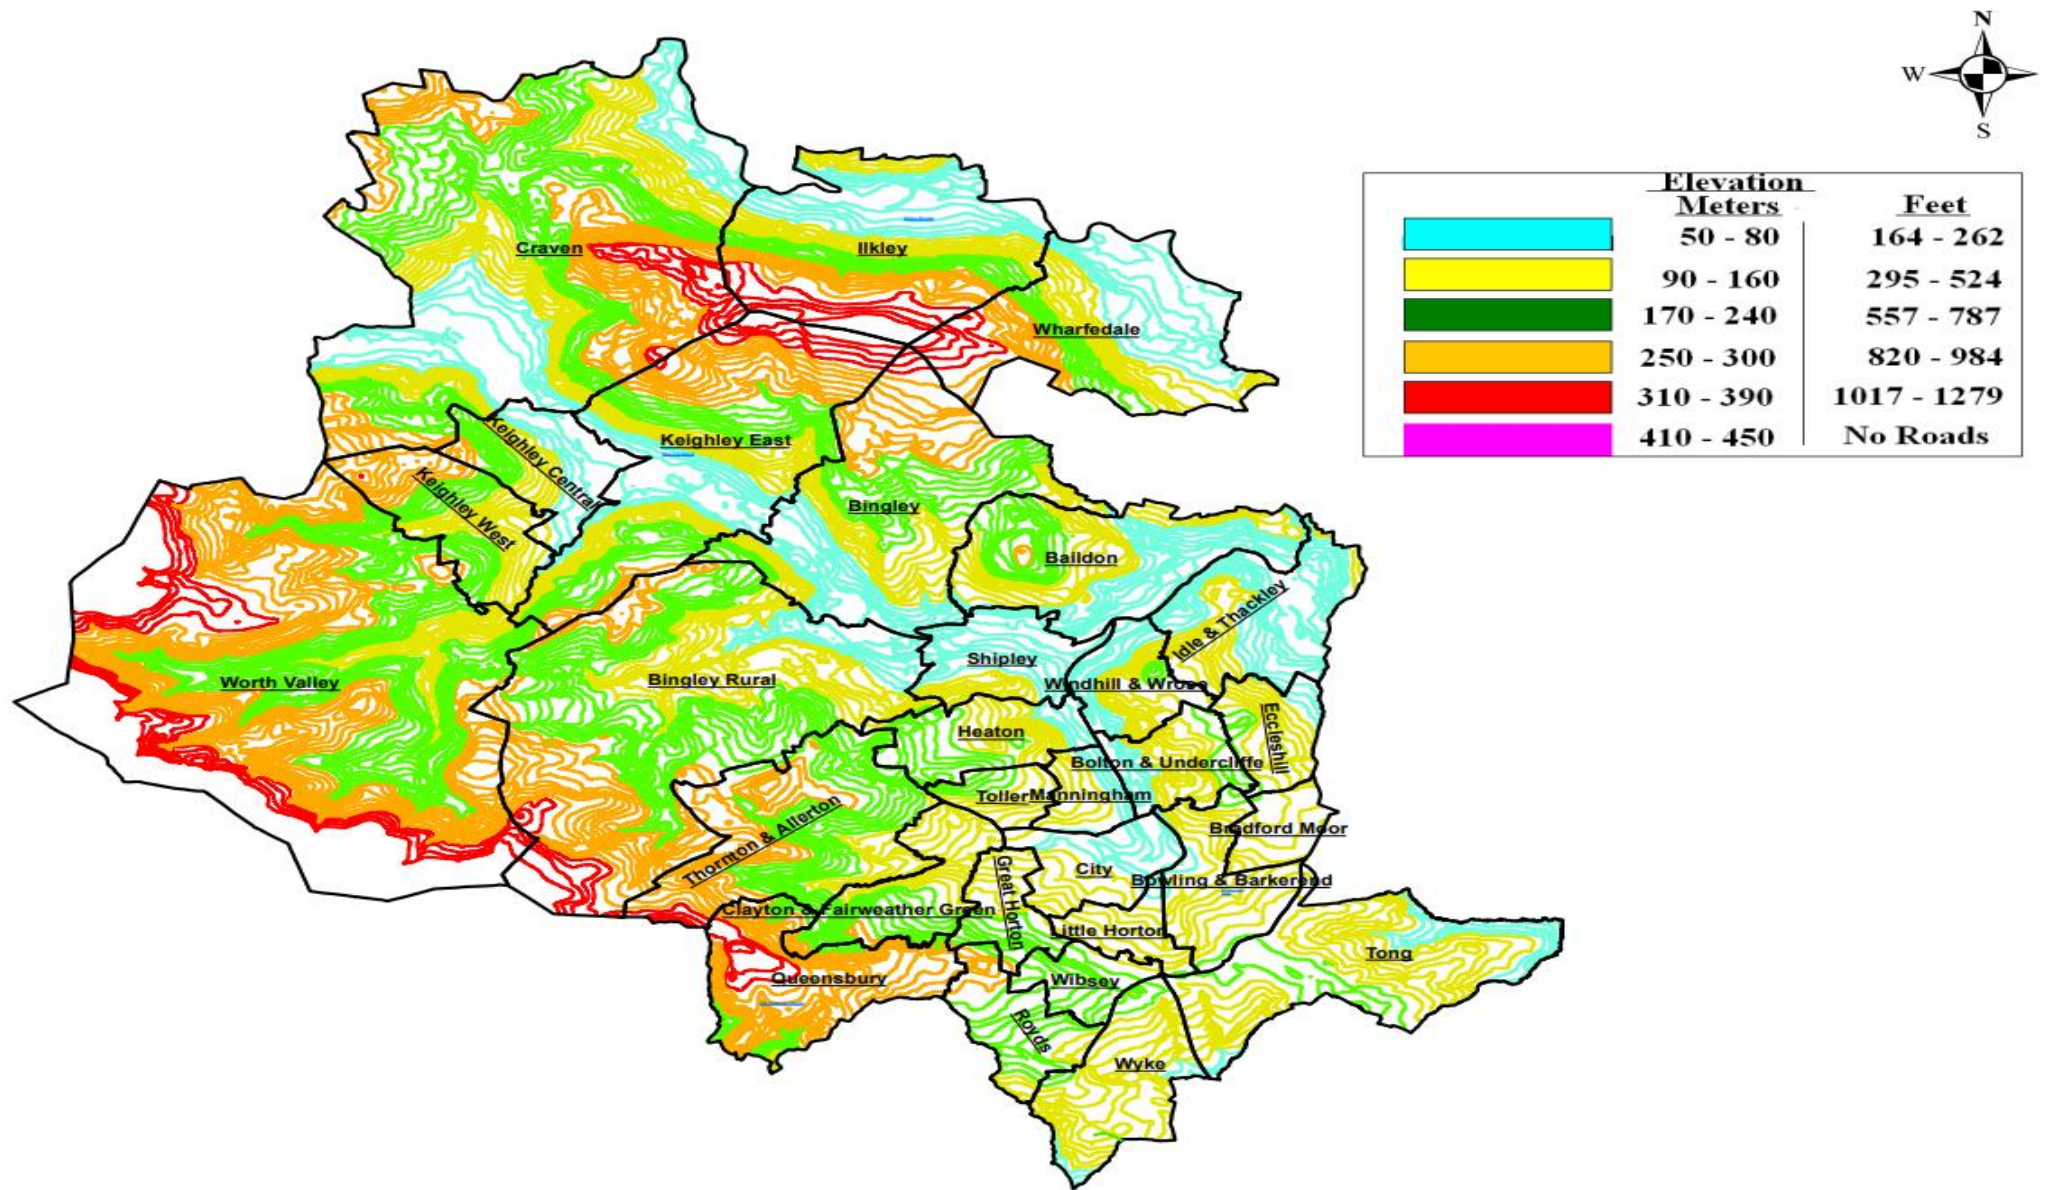 N
W
S
Elevation
Meters Feet
50 - 80 164 - 262
90 - 160 295 - 524
170 - 240 557 - 787
250 - 300 820 - 984
310 - 390 1017 - 1279
410 - 450 No Roads
Craven
Ilkley
Wharfedale
Keighley East
Keighley Central
Keighley West
Bingley
Baildon
Idle & Thackley
Shipley
Worth Valley
Bingley Rural
Windhill & Wrose
Eccleshill
Heaton
Bolton & Undercliffe
Toller
Manningham
Thornton & Allerton
Bradford Moor
City
Great Horton
Bowling & Barkerend
Clayton & Fairweather Green
Little Horton
Tong
Queensbury
Wibsey
Royds
Wyke